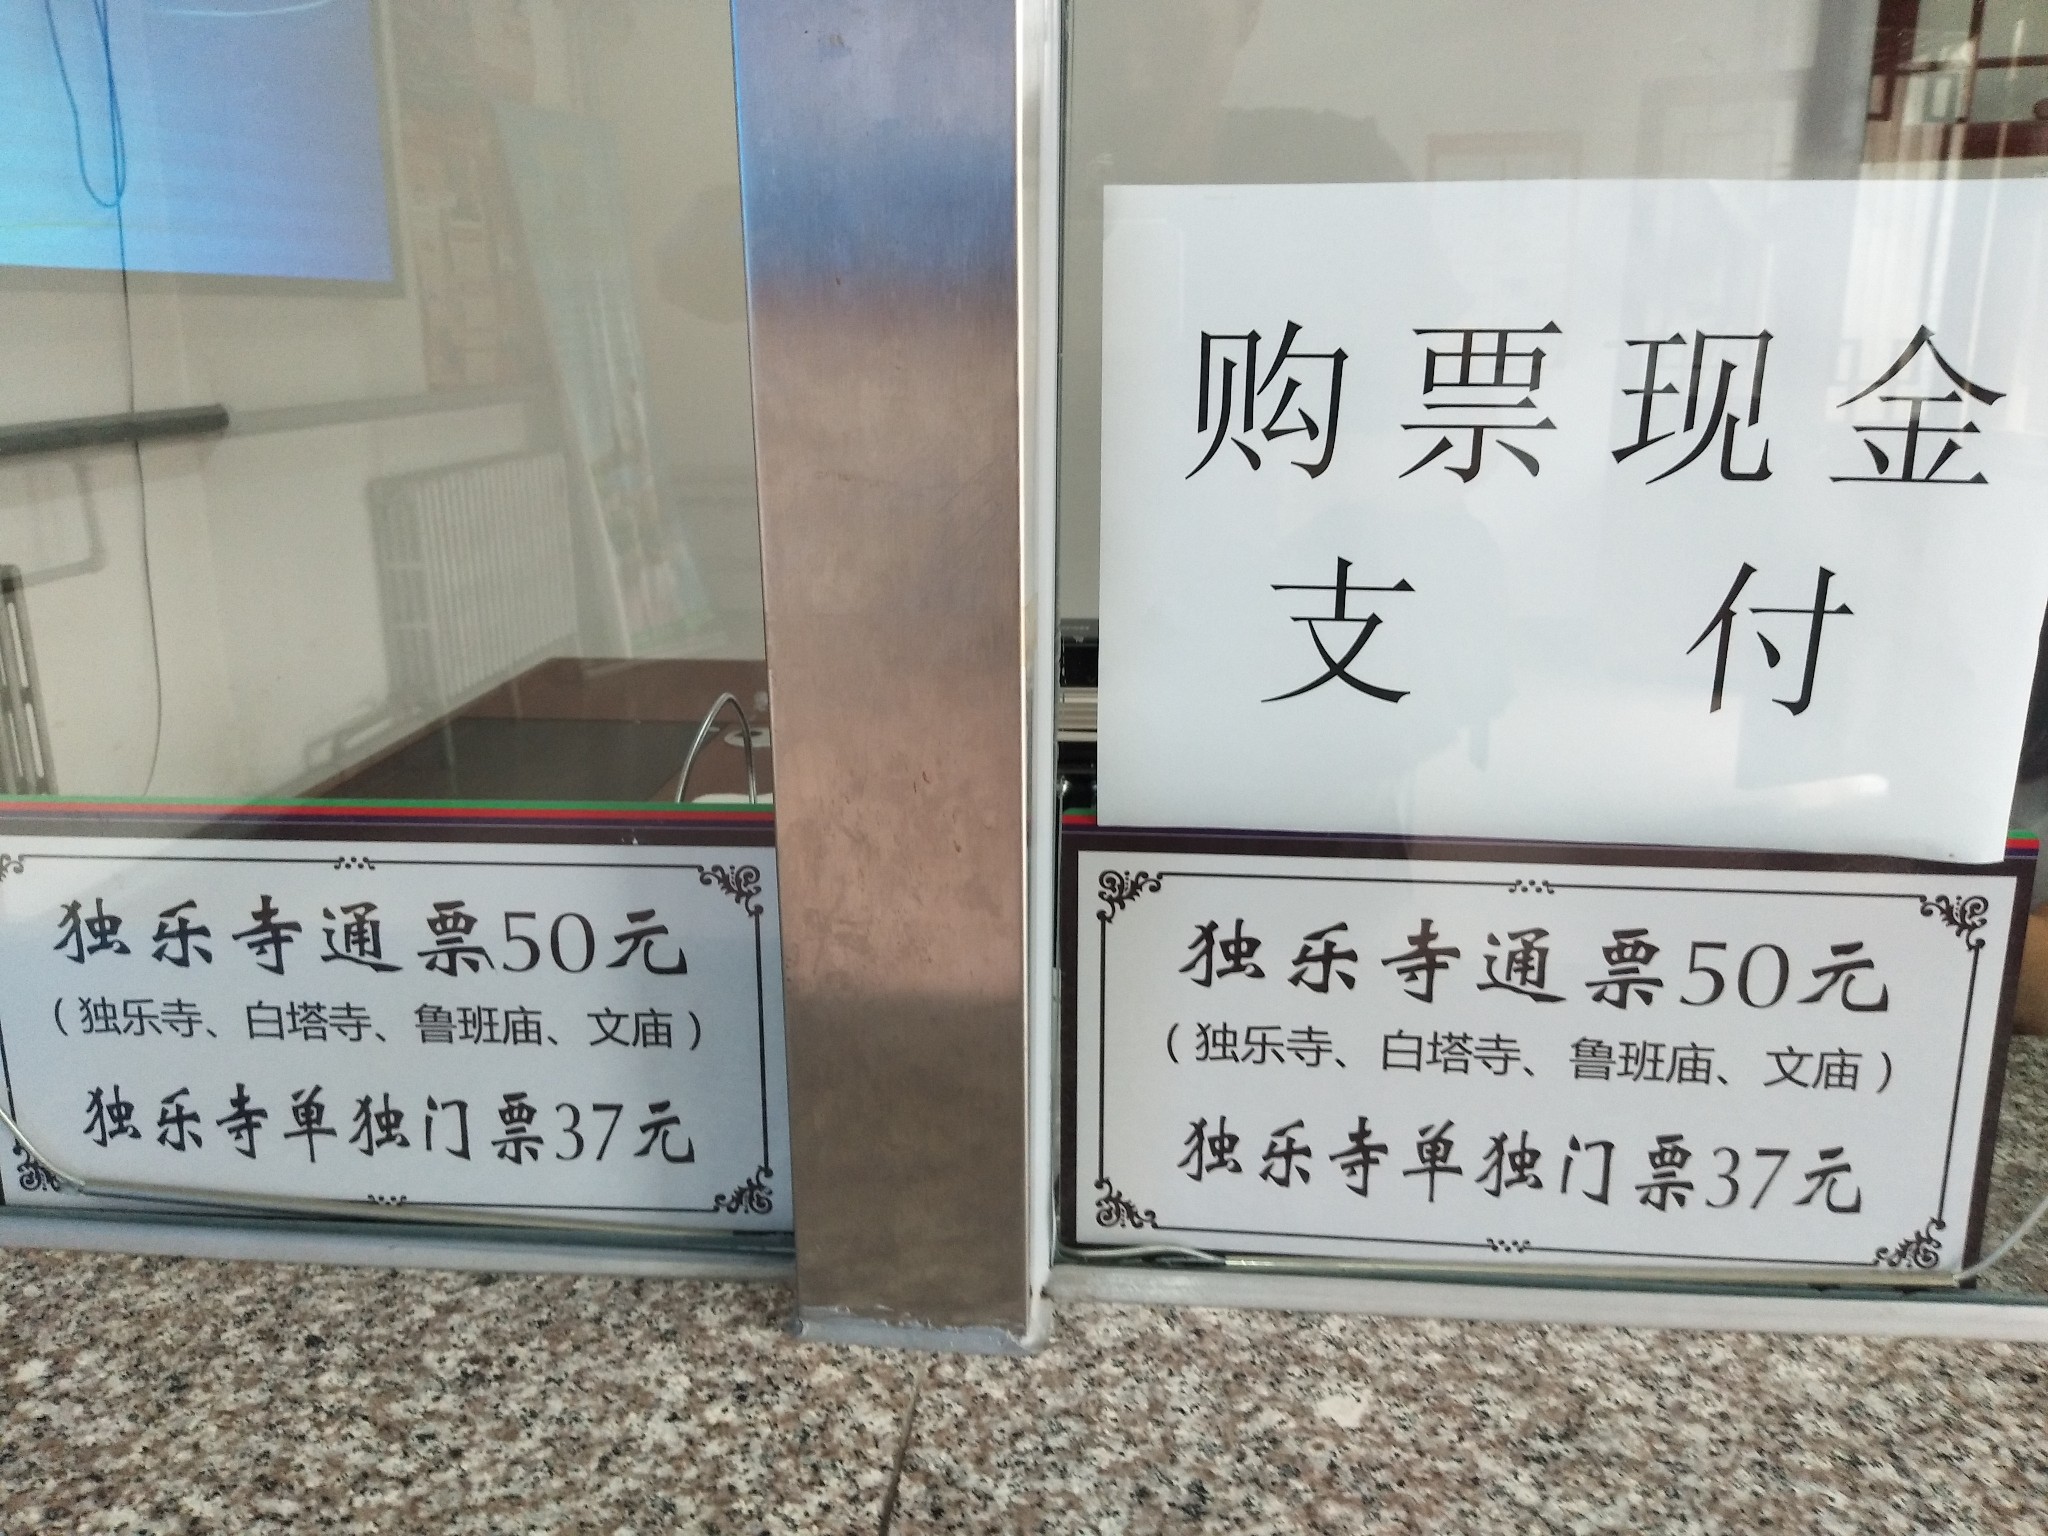 购票现金
支付
独乐寺通票50元
（独乐寺、白塔寺、鲁班庙、文庙）
独乐寺单独门票37元
独乐寺通票50元
（独乐寺、白塔寺、鲁班庙、文庙）
独乐寺单独门票37元